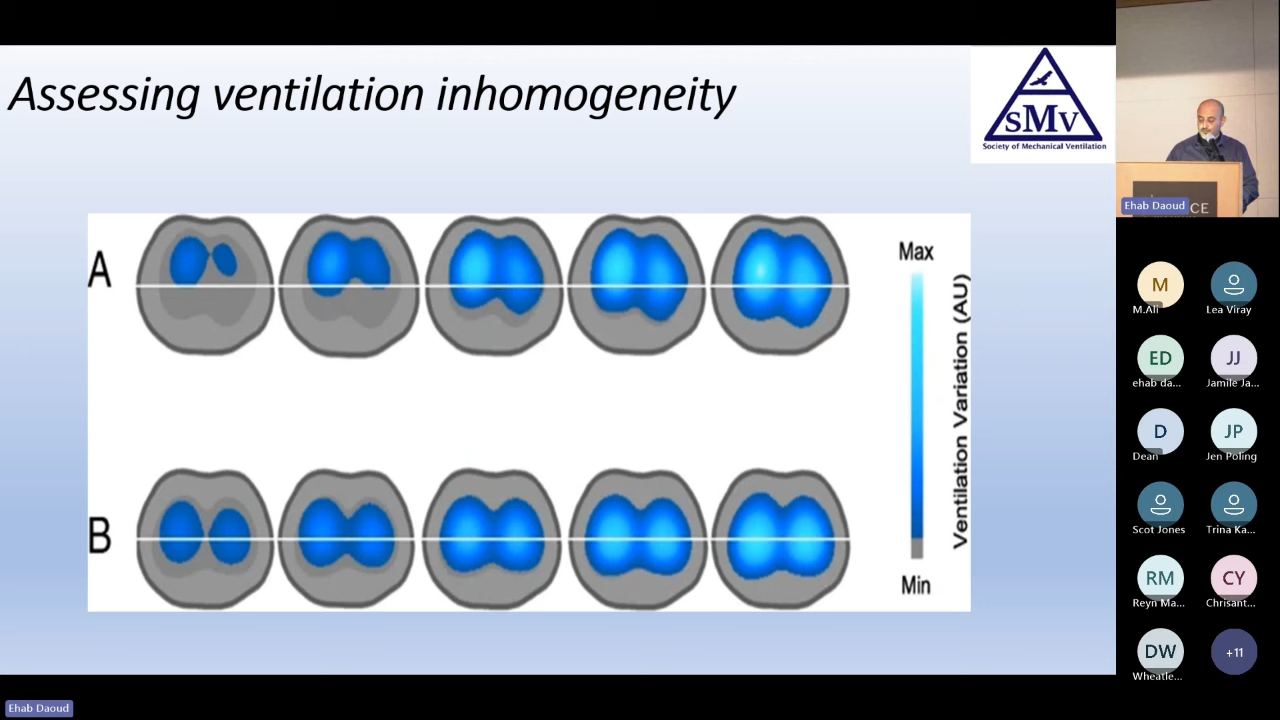 Assessing ventilation inhomogeneity
SMV
Society of Mechanical Ventilation
A
B
Max
Ventilation Variation (AU)
Min
CE
Ehab Daoud
M
M.Ali
Lea Viray
ED
ehab da...
JJ
Jamile Ja...
D
Dean
JP
Jen Poling
Scot Jones
Trina Ka...
RM
Reyn Ma...
CY
Chrisant...
DW
Wheatle...
+11
Ehab Daoud